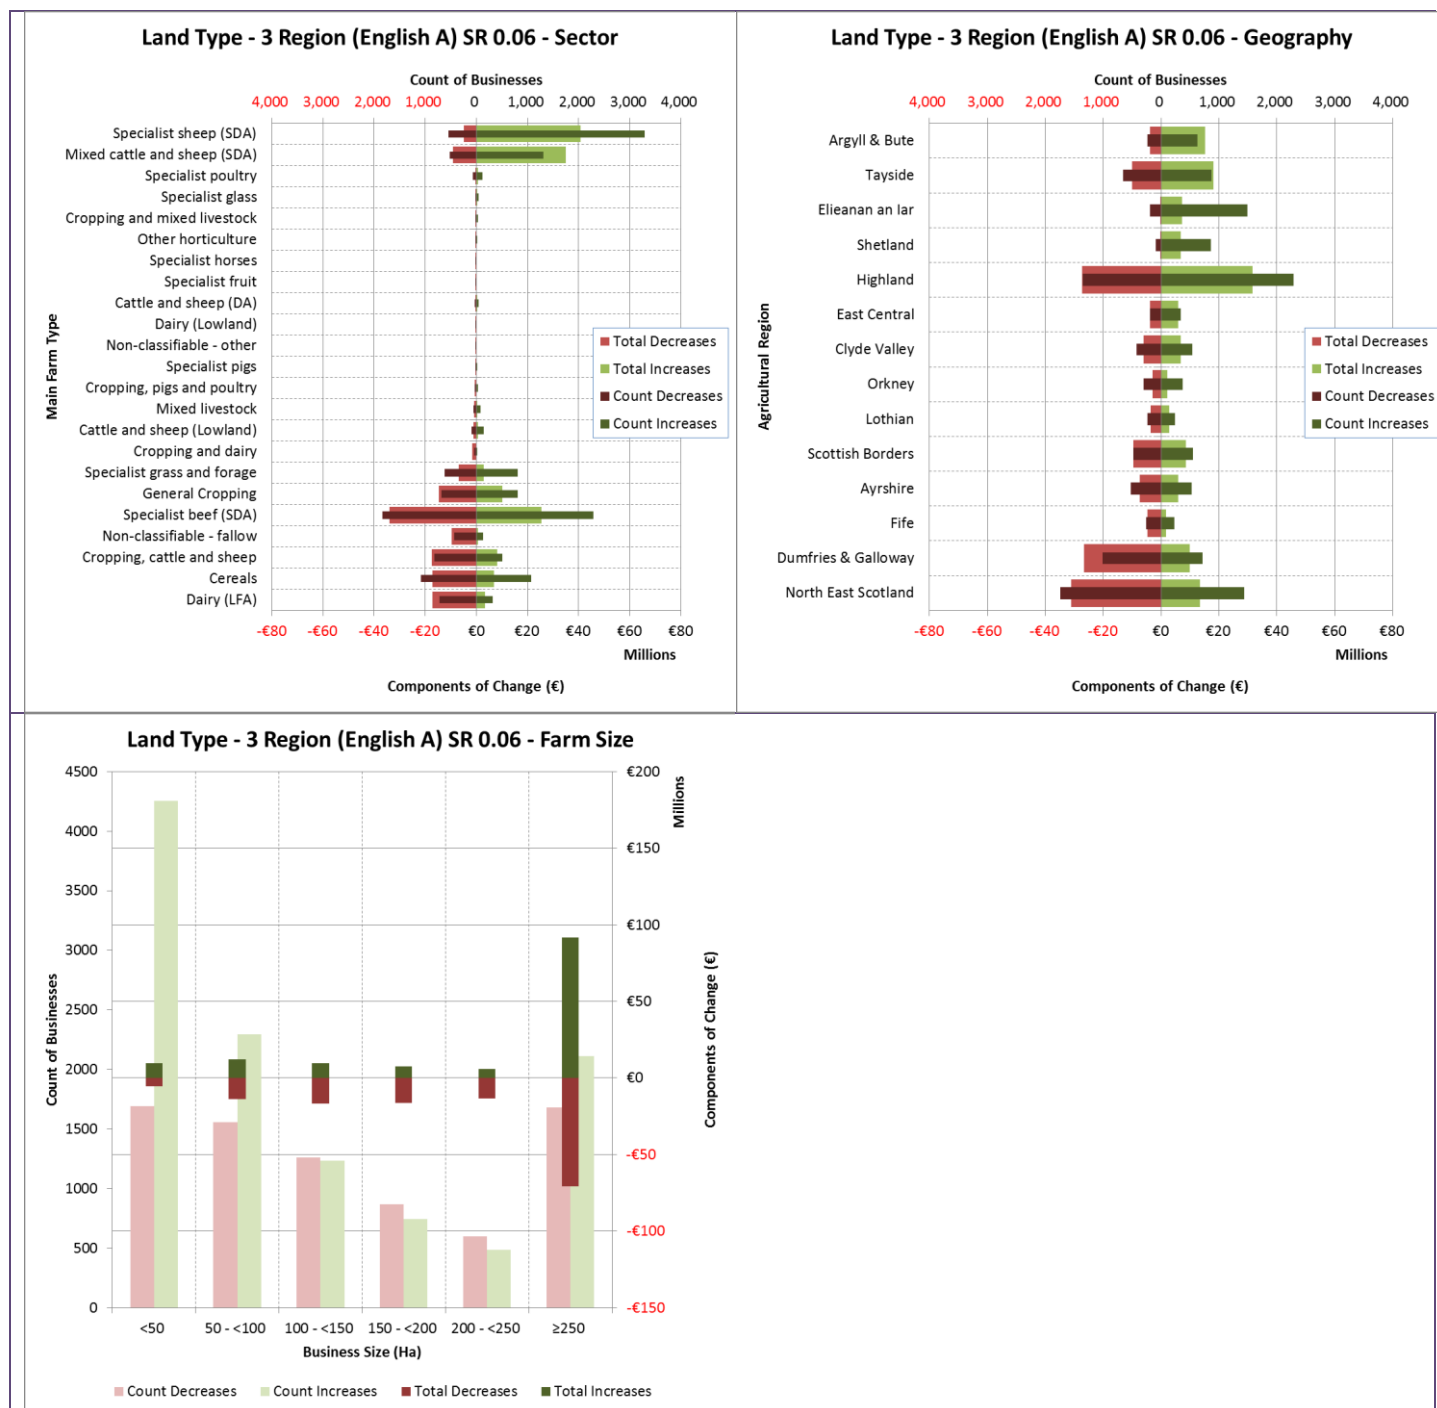 Land Type - 3 Region (English A) SR 0.06 - Sector
Count of Businesses
4,000 3,000 2,000 1,000 0 1,000 2,000 3,000 4,000
Main Farm Type
Specialist sheep (SDA)
Mixed cattle and sheep (SDA)
Specialist poultry
Specialist glass
Cropping and mixed livestock
Other horticulture
Specialist horses
Specialist fruit
Cattle and sheep (DA)
Dairy (Lowland)
Non-classifiable - other
Specialist pigs
Cropping, pigs and poultry
Mixed livestock
Cattle and sheep (Lowland)
Cropping and dairy
Specialist grass and forage
General Cropping
Specialist beef (SDA)
Non-classifiable - fallow
Cropping, cattle and sheep
Cereals
Dairy (LFA)
Total Decreases
Total Increases
Count Decreases
Count Increases
-€80 -€60 -€40 -€20 €0 €20 €40 €60 €80
Millions
Components of Change (€)
Land Type - 3 Region (English A) SR 0.06 - Geography
Count of Businesses
4,000 3,000 2,000 1,000 0 1,000 2,000 3,000 4,000
Agricultural Region
Argyll & Bute
Tayside
Elieanan an Iar
Shetland
Highland
East Central
Clyde Valley
Orkney
Lothian
Scottish Borders
Ayrshire
Fife
Dumfries & Galloway
North East Scotland
Total Decreases
Total Increases
Count Decreases
Count Increases
-€80 -€60 -€40 -€20 €0 €20 €40 €60 €80
Millions
Components of Change (€)
Land Type - 3 Region (English A) SR 0.06 - Farm Size
Count of Businesses
4500
4000
3500
3000
2500
2000
1500
1000
500
0
€200
€150
€100
€50
€0
-€50
-€100
-€150
Millions
Components of Change (€)
<50 50 - <100 100 - <150 150 - <200 200 - <250 ≥250
Business Size (Ha)
Count Decreases Count Increases Total Decreases Total Increases